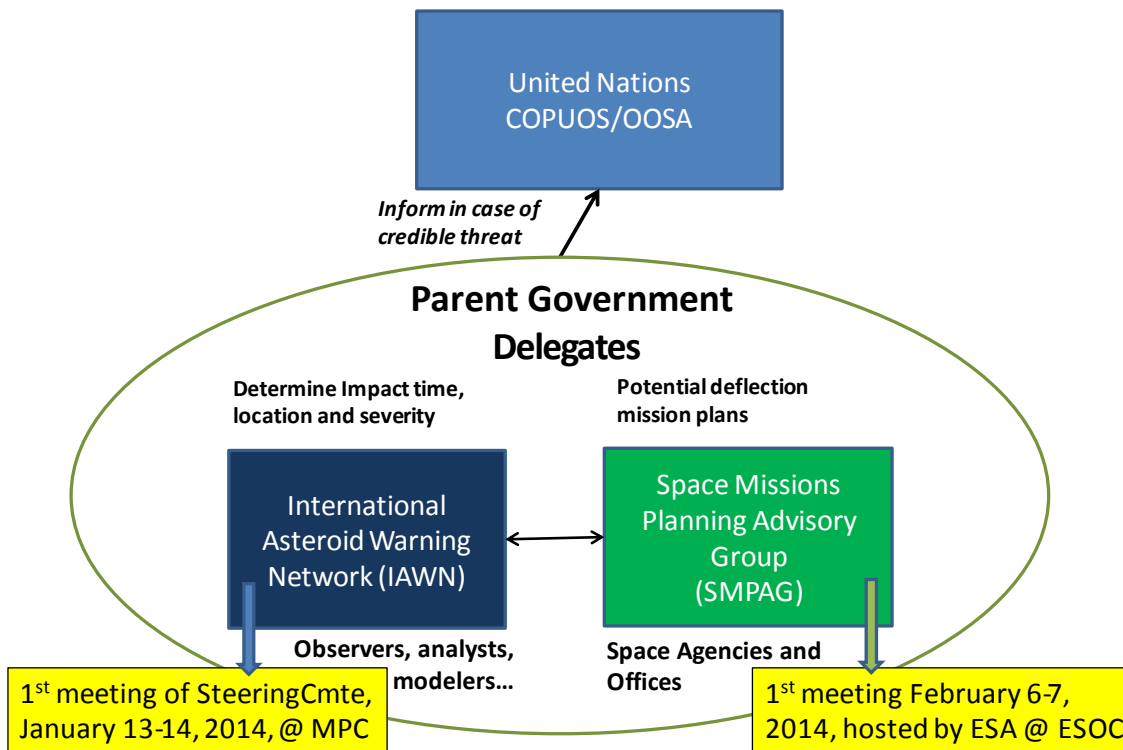 United Nations
COPUOS/OOSA
Inform in case of
credible threat
Parent Government
Delegates
Determine Impact time,
location and severity
Potential deflection
mission plans
International
Asteroid Warning
Network (IAWN)
Space Missions
Planning Advisory
Group
(SMPAG)
Observers, analysts,
modelers…
Space Agencies and
Offices
1st meeting of SteeringCmte,
January 13-14, 2014, @ MPC
1st meeting February 6-7,
2014, hosted by ESA @ ESOC